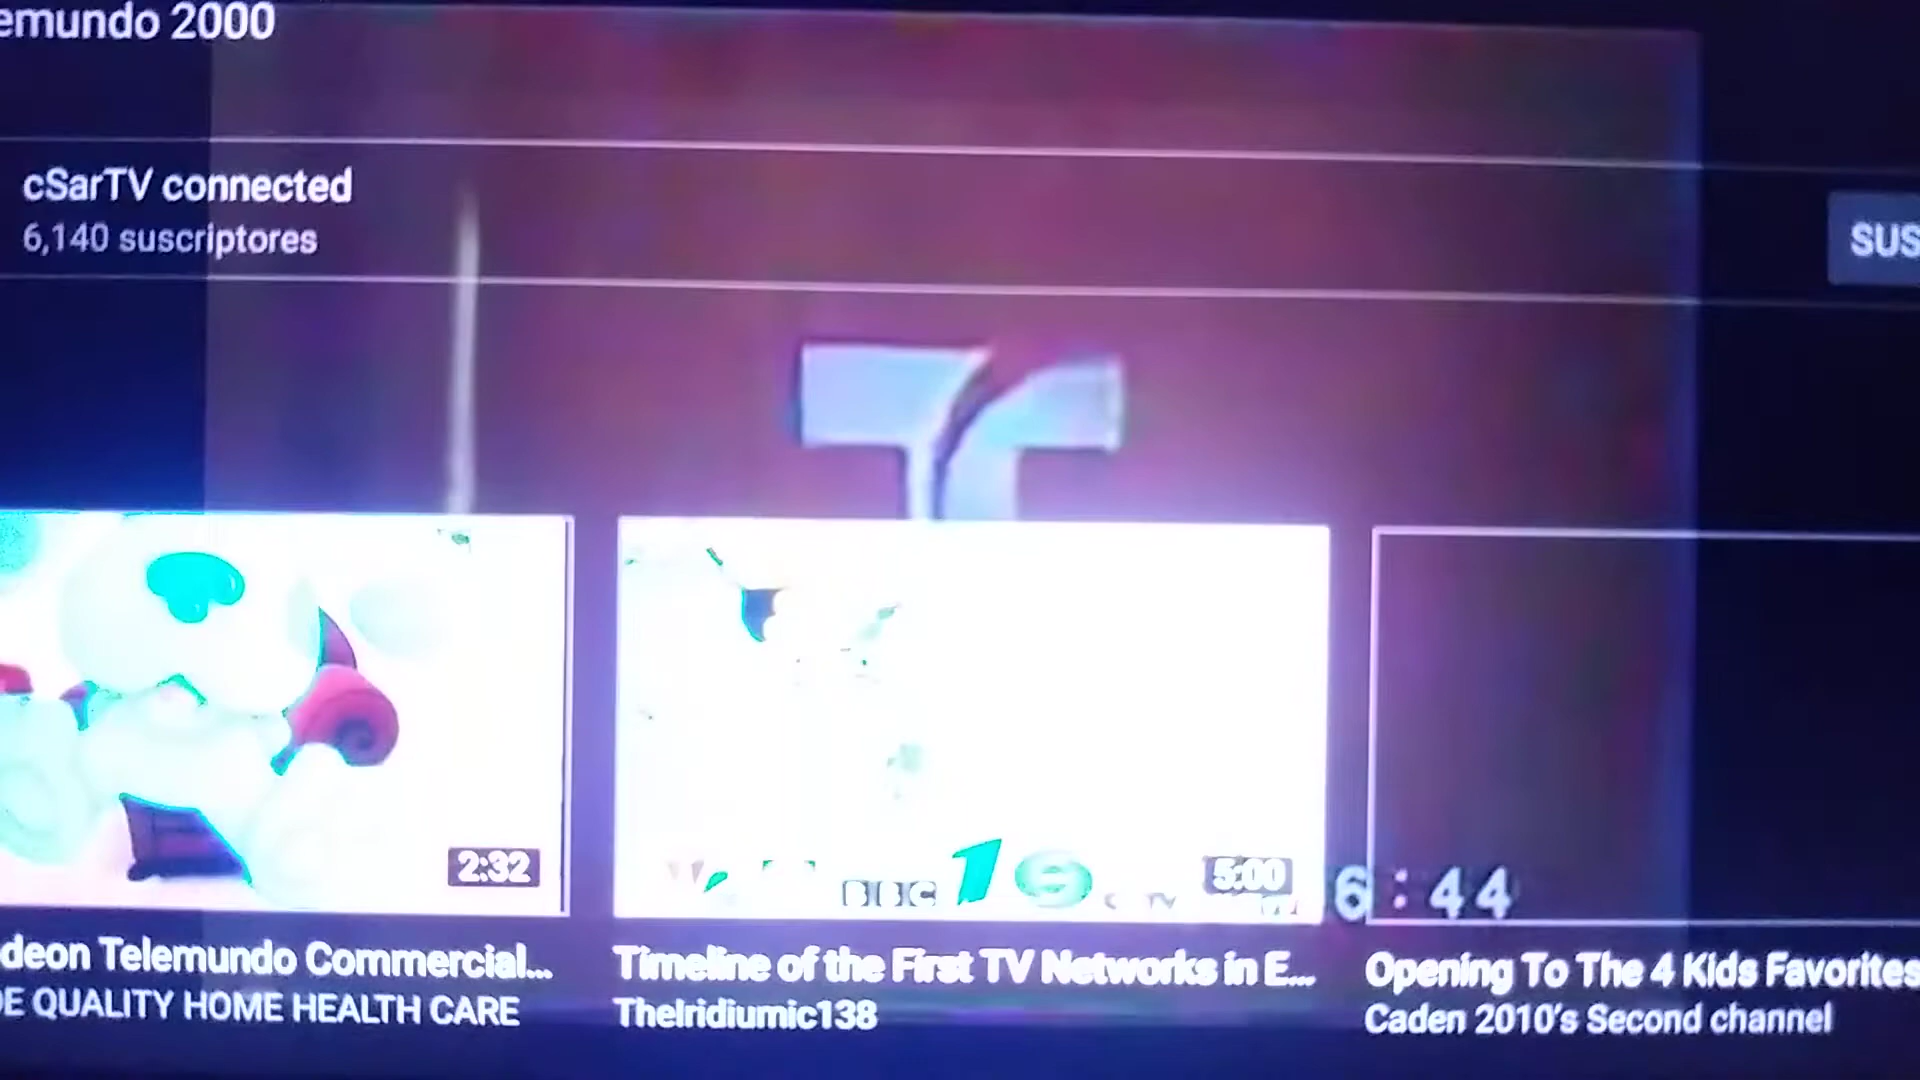 emundo 2000
cSarTV connected
6,140 suscriptores
SUS
2:32
BBC
1
5:00
6:44
deon Telemundo Commercial...
Timeline of the First TV Networks in E...
Opening To The 4 Kids Favorites
E QUALITY HOME HEALTH CARE
TheIridiumic138
Caden 2010's Second channel